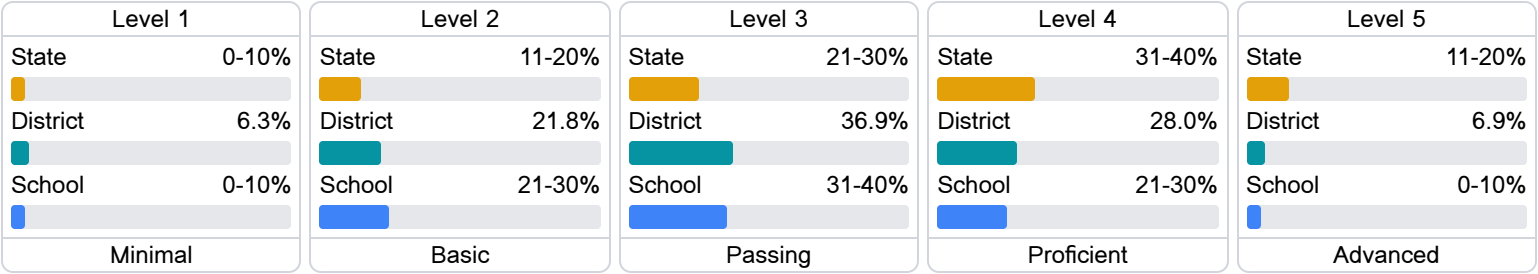 Level 1
State 0-10%
District 6.3%
School 0-10%
Minimal
Level 2
State 11-20%
District 21.8%
School 21-30%
Basic
Level 3
State 21-30%
District 36.9%
School 31-40%
Passing
Level 4
State 31-40%
District 28.0%
School 21-30%
Proficient
Level 5
State 11-20%
District 6.9%
School 0-10%
Advanced